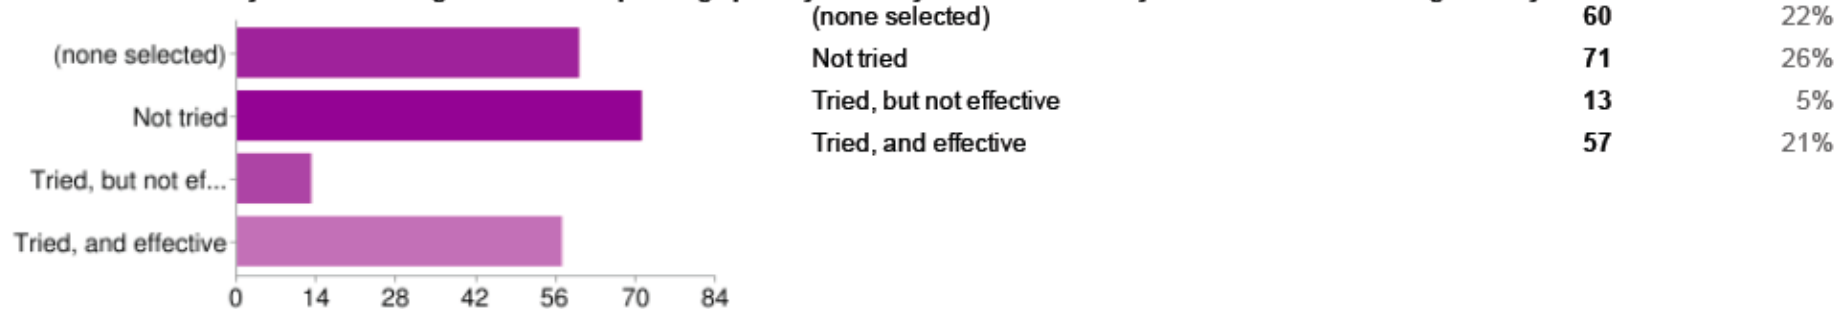 (none selected)
Not tried
Tried, but not ef...
Tried, and effective
0 14 28 42 56 70 84
(none selected) 60 22%
Not tried 71 26%
Tried, but not effective 13 5%
Tried, and effective 57 21%